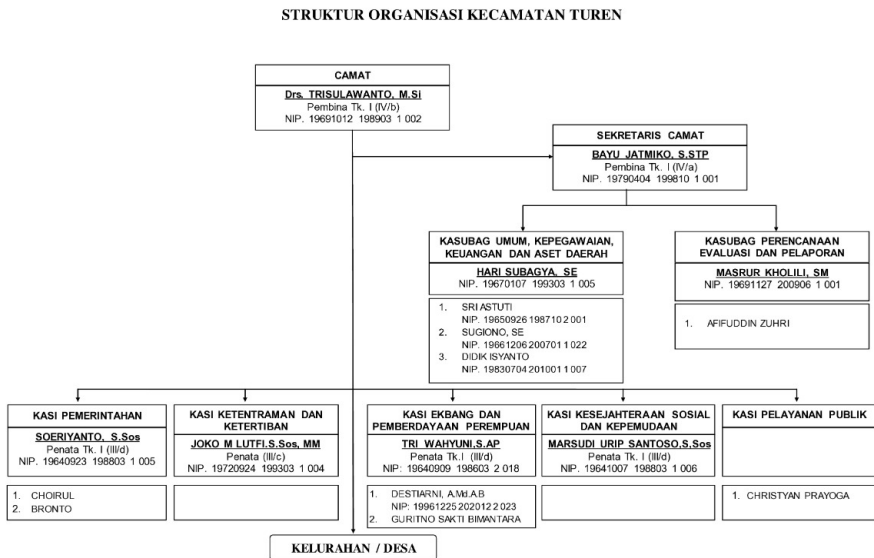 STRUKTUR ORGANISASI KECAMATAN TUREN
CAMAT
Drs. TRISULAWANTO, M.Si
Pembina Tk. I (IV/b)
NIP. 19691012 198903 1 002
SEKRETARIS CAMAT
BAYU JATMIKO, S.STP
Pembina Tk. I (IV/a)
NIP. 19790404 199810 1 001
KASUBAG UMUM, KEPEGAWAIAN,
KEUANGAN DAN ASET DAERAH
HARI SUBAGYA, SE
NIP. 19670107 199303 1 005
1. SRI ASTUTI
NIP. 19650926 198710 2 001
2. SUGIONO, SE
NIP. 19661206 200701 1 022
3. DIDIK ISYANTO
NIP. 19830704 201001 1 007
KASUBAG PERENCANAAN
EVALUASI DAN PELAPORAN
MASRUR KHOLILI, SM
NIP. 19691127 200906 1 001
1. AFIFUDDIN ZUHRI
KASI PEMERINTAHAN
SOERIYANTO, S.Sos
Penata Tk. I (III/d)
NIP. 19640923 198803 1 005
1. CHOIRUL
2. BRONTO
KASI KETENTRAMAN DAN
KETERTIBAN
JOKO M LUTFI.S.Sos, MM
Penata (III/c)
NIP. 19720924 199303 1 004
KASI EKBANG DAN
PEMBERDAYAAN PEREMPUAN
TRI WAHYUNI,S.AP
Penata Tk.I (III/d)
NIP: 19640909 198603 2 018
1. DESTIARNI, A.Md.A.B
NIP: 19961225 202012 2 023
2. GURITNO SAKTI BIMANTARA
KASI KESEJAHTERAAN SOSIAL
DAN KEPEMUDAAN
MARSUDI URIP SANTOSO,S,Sos
Penata Tk. I (III/d)
NIP. 19641007 198803 1 006
KASI PELAYANAN PUBLIK
1. CHRISTYAN PRAYOGA
KELURAHAN / DESA